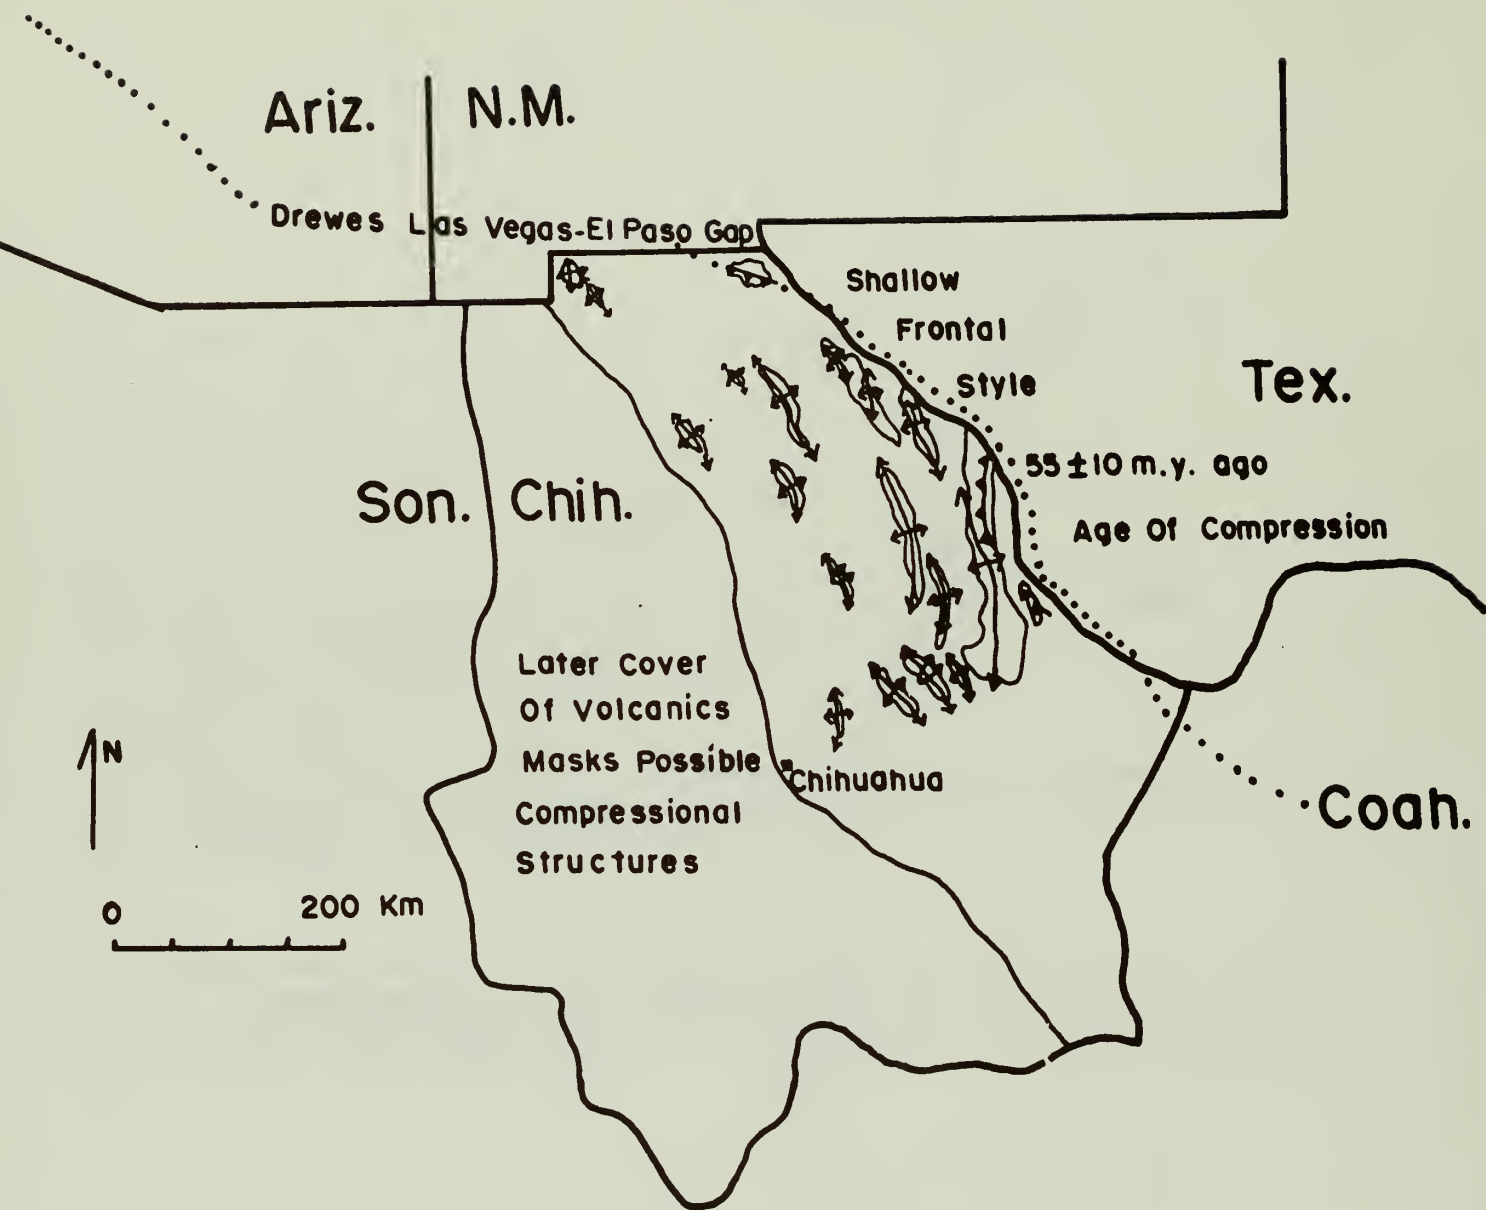 Ariz.
N.M.
Drewes Las Vegas-El Paso Gap
Shallow
Frontal
Style
Tex.
55±10 m.y. ago
Age Of Compression
Son.
Chih.
Later Cover
Of Volcanics
Masks Possible
Compressional
Structures
Chihuahua
Coah.
N
0
200 Km